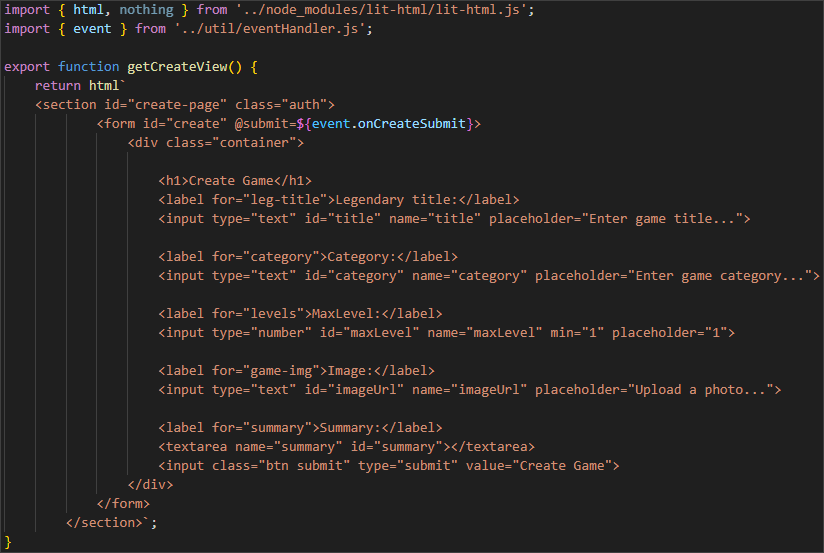 import { html, nothing } from '../node_modules/lit-html/lit-html.js';
import { event } from '../util/eventHandler.js';
export function getCreateView() {
return html`
<section id="create-page" class="auth">
<form id="create" @submit=${event.onCreateSubmit}>
<div class="container">
<h1>Create Game</h1>
<label for="leg-title">Legendary title:</label>
<input type="text" id="title" name="title" placeholder="Enter game title...">
<label for="category">Category:</label>
<input type="text" id="category" name="category" placeholder="Enter game category...">
<label for="levels">MaxLevel:</label>
<input type="number" id="maxLevel" name="maxLevel" min="1" placeholder="1">
<label for="game-img">Image:</label>
<input type="text" id="imageUrl" name="imageUrl" placeholder="Upload a photo...">
<label for="summary">Summary:</label>
<textarea name="summary" id="summary"></textarea>
<input class="btn submit" type="submit" value="Create Game">
</div>
</form>
</section>`;
}